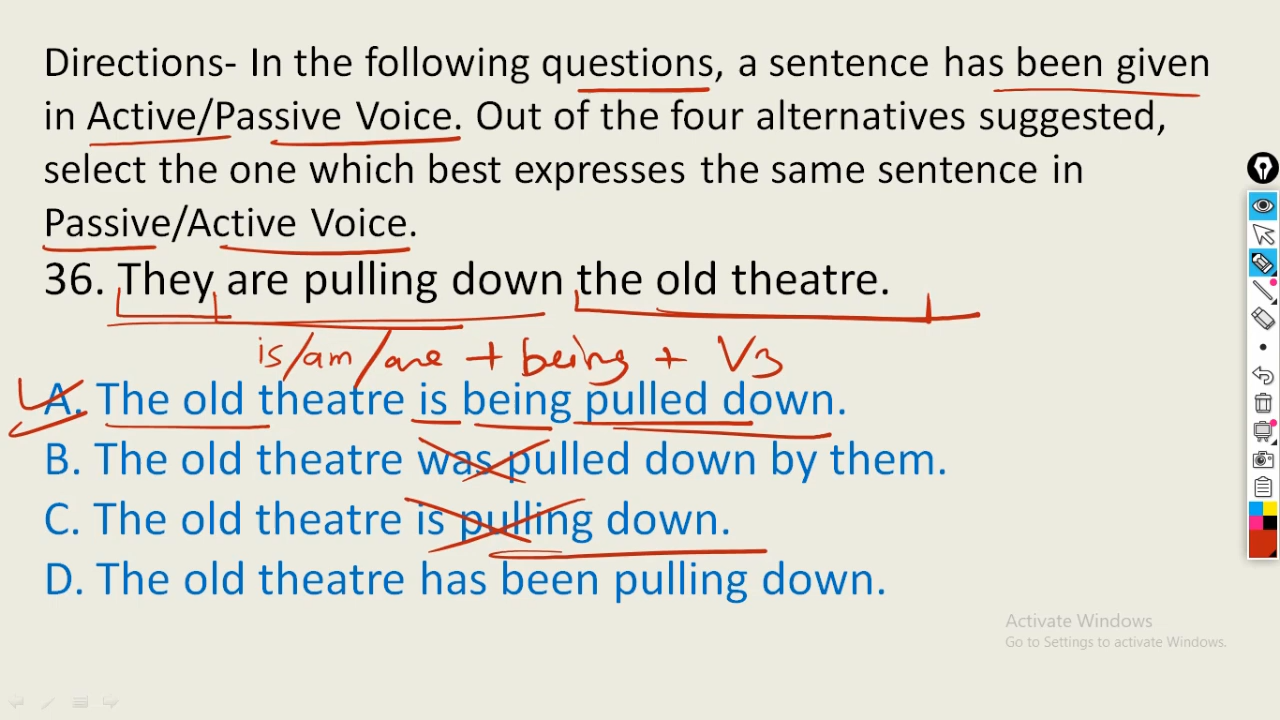 Directions- In the following questions, a sentence has been given
in Active/Passive Voice. Out of the four alternatives suggested,
select the one which best expresses the same sentence in
Passive/Active Voice.
36. They are pulling down the old theatre.
is/am/are + being + V3
A. The old theatre is being pulled down.
B. The old theatre was pulled down by them.
C. The old theatre is pulling down.
D. The old theatre has been pulling down.
Activate Windows
Go to Settings to activate Windows.